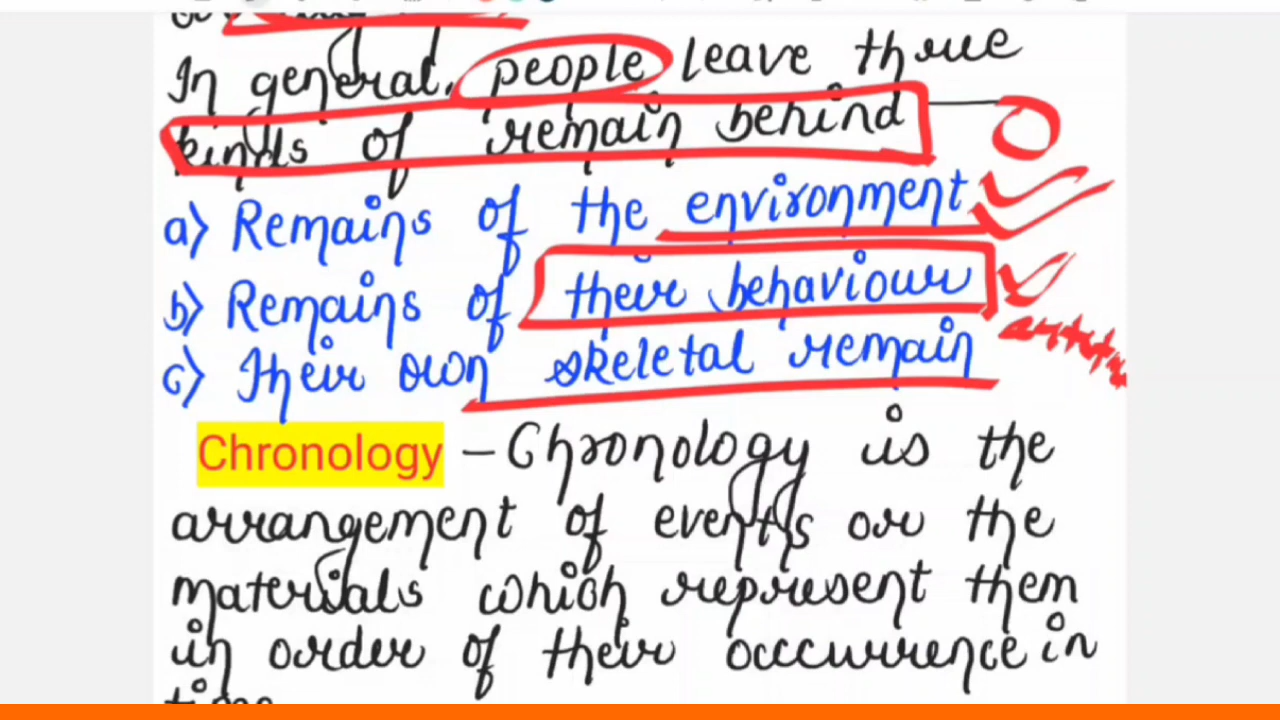 In general, people leave three
kinds of remain behind
a) Remains of the environment
b) Remains of their behaviour
c) Their own skeletal remain
Chronology – Chronology is the
arrangement of events or the
materials which represent them
in order of their occurrence in
time